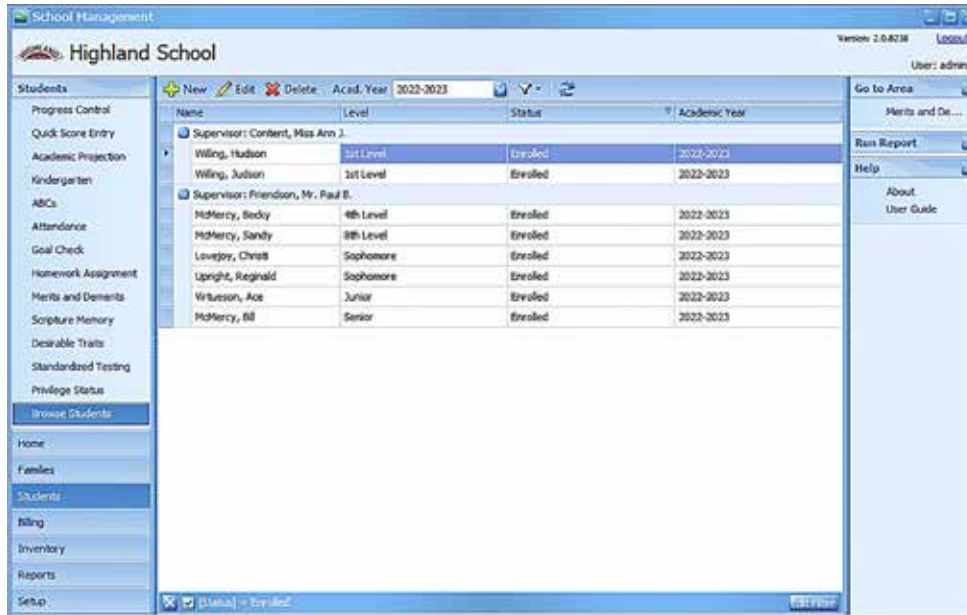 School Management
Highland School
Version: 2.0.8238 Logout
User: admin
Students
Progress Control
Quick Score Entry
Academic Projection
Kindergarten
ABCs
Attendance
Goal Check
Homework Assignment
Merits and Demerits
Scripture Memory
Desirable Traits
Standardized Testing
Privilege Status
Browse Students
Home
Families
Students
Billing
Inventory
Reports
Setup
New Edit Delete Acad. Year 2022-2023
Name Level Status Academic Year
Supervisor: Content, Miss Ann J.
Willing, Hudson 1st Level Enrolled 2022-2023
Willing, Judson 1st Level Enrolled 2022-2023
Supervisor: Friendson, Mr. Paul B.
McMercy, Becky 4th Level Enrolled 2022-2023
McMercy, Sandy 8th Level Enrolled 2022-2023
Lovejoy, Christi Sophomore Enrolled 2022-2023
Upright, Reginald Sophomore Enrolled 2022-2023
Virtueson, Ace Junior Enrolled 2022-2023
McMercy, Bill Senior Enrolled 2022-2023
[Status] = Enrolled
Edit Filter
Go to Area
Merits and De...
Run Report
Help
About
User Guide